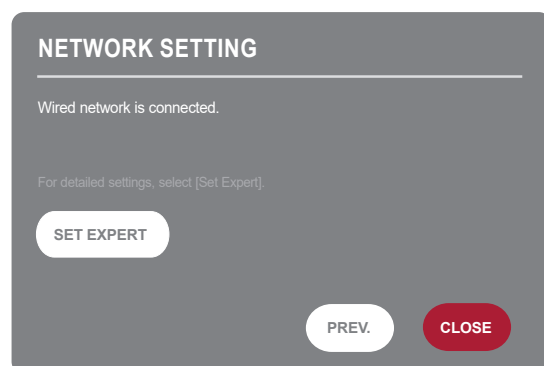 NETWORK SETTING
Wired network is connected.
For detailed settings, select [Set Expert].
SET EXPERT
PREV.
CLOSE